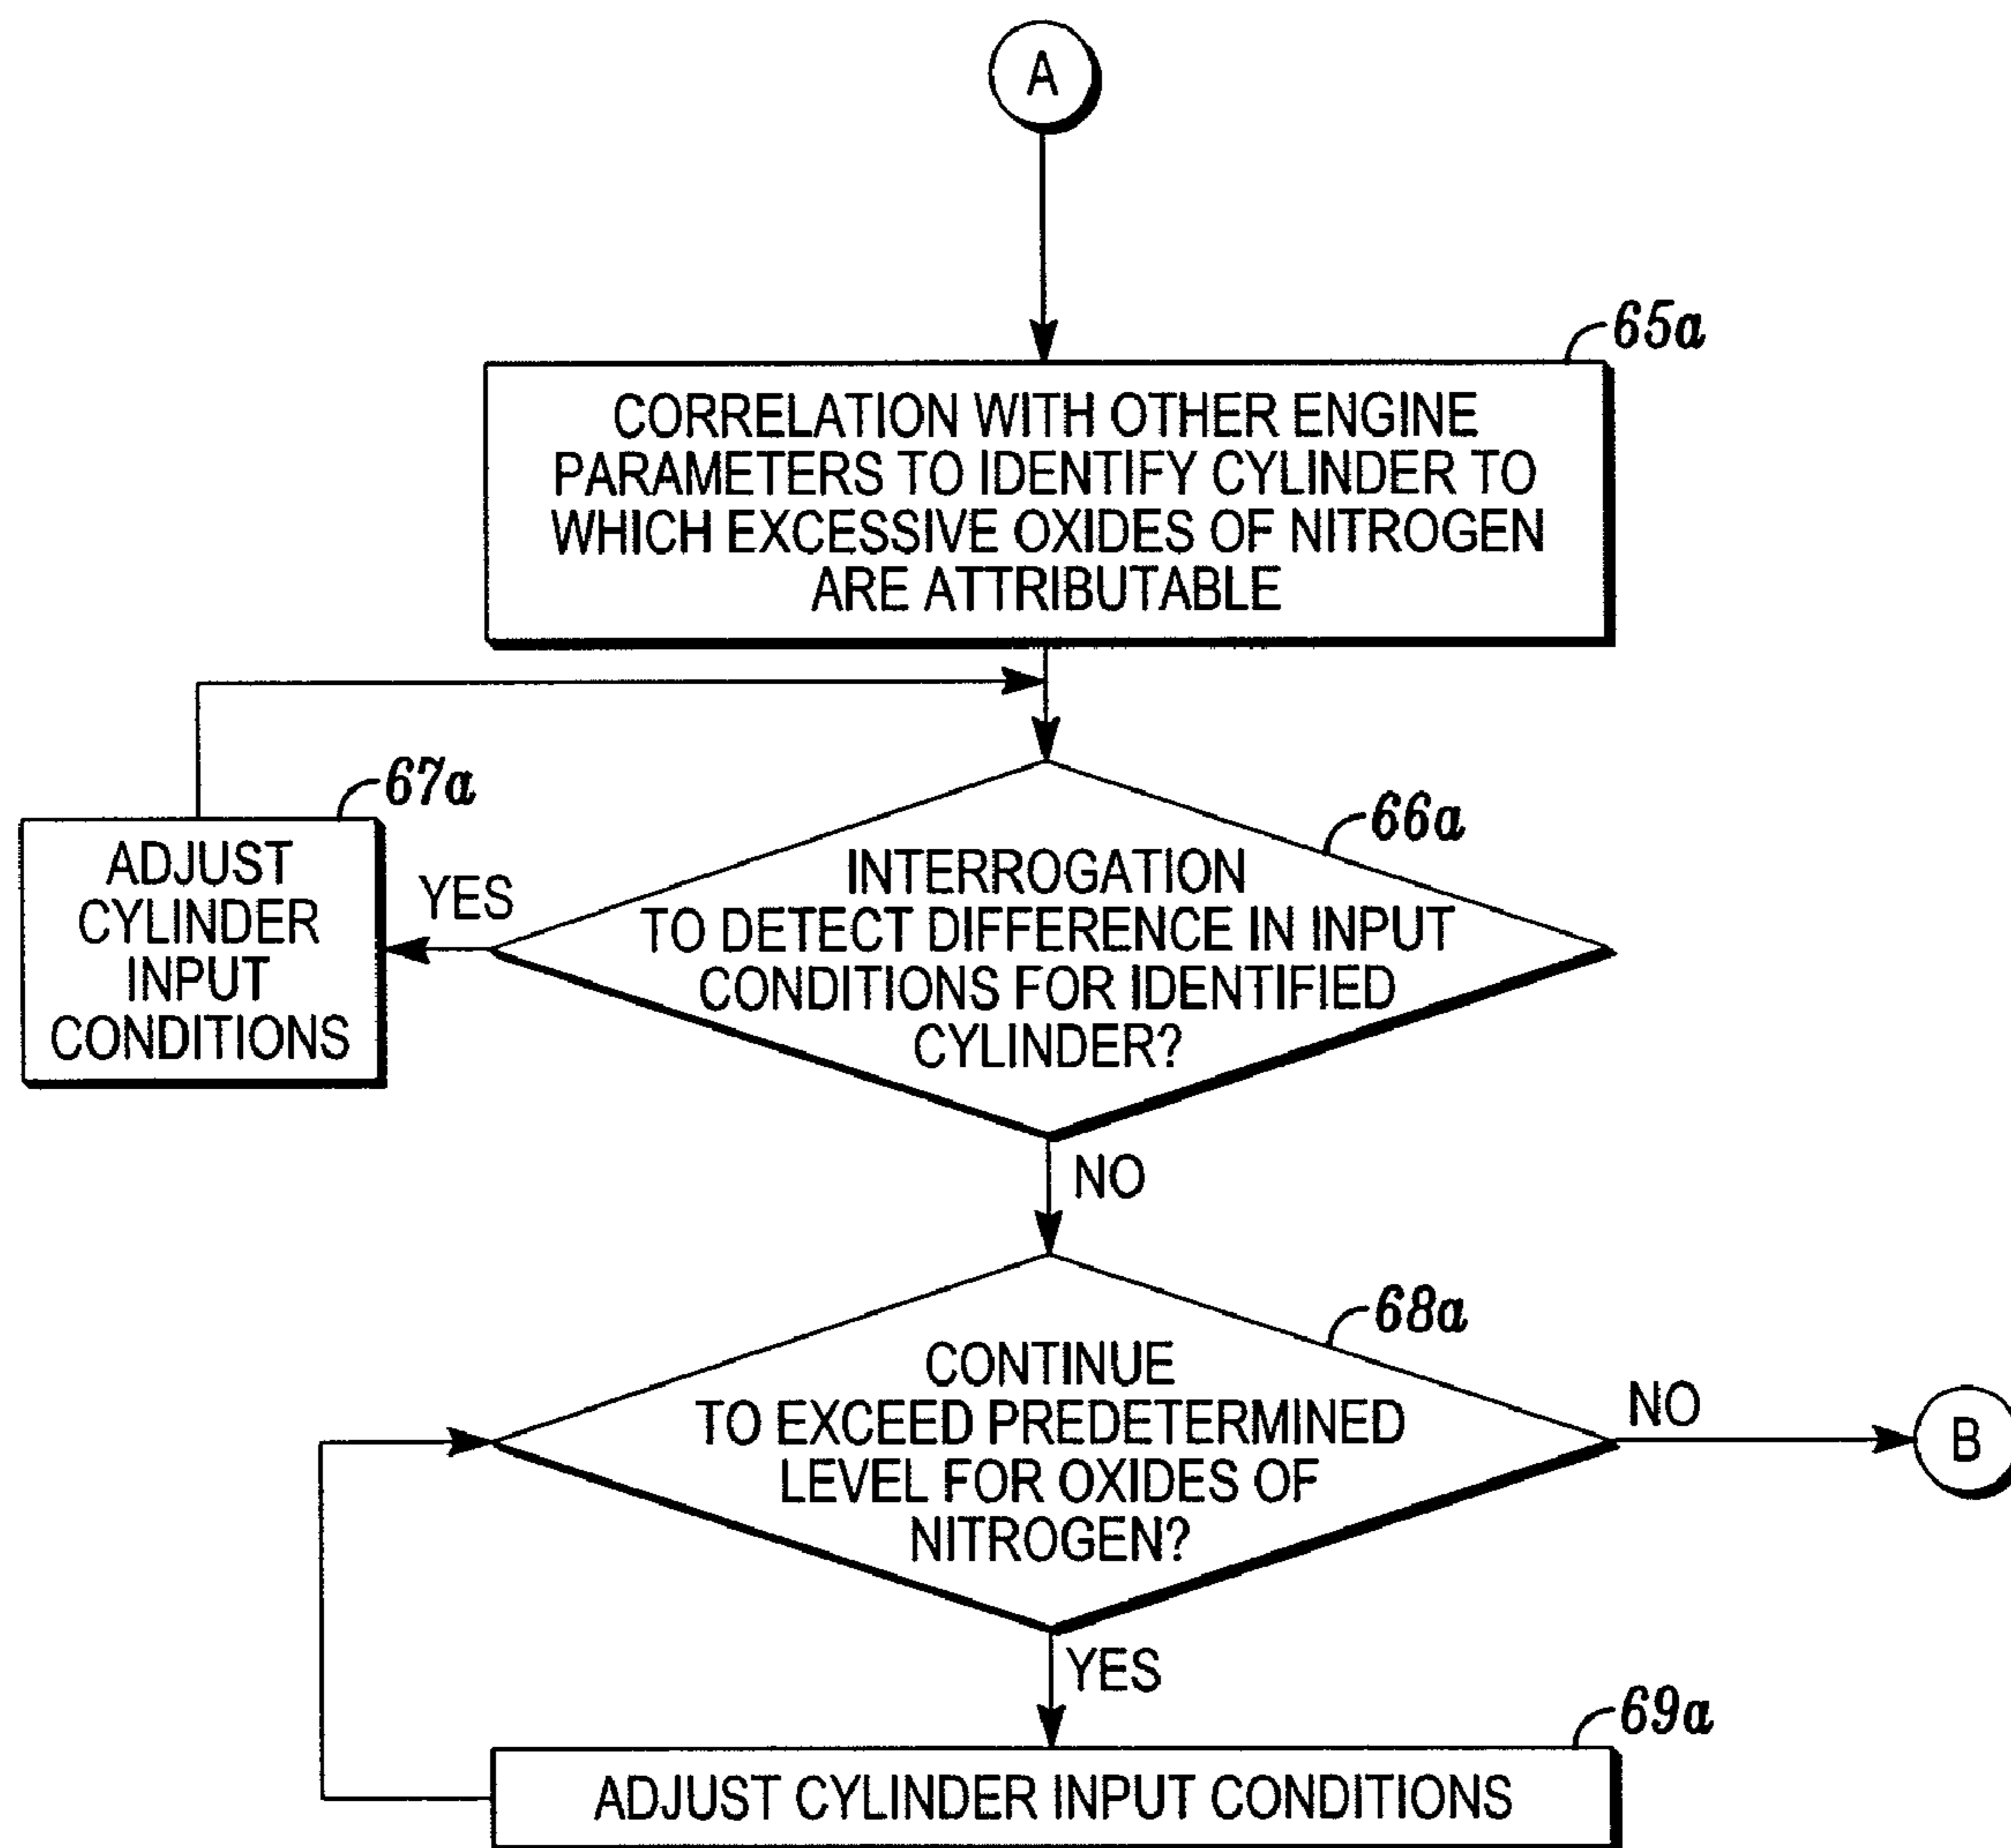 A
65a
CORRELATION WITH OTHER ENGINE
PARAMETERS TO IDENTIFY CYLINDER TO
WHICH EXCESSIVE OXIDES OF NITROGEN
ARE ATTRIBUTABLE
67a
ADJUST
CYLINDER
INPUT
CONDITIONS
YES
66a
INTERROGATION
TO DETECT DIFFERENCE IN INPUT
CONDITIONS FOR IDENTIFIED
CYLINDER?
NO
68a
CONTINUE
TO EXCEED PREDETERMINED
LEVEL FOR OXIDES OF
NITROGEN?
NO
B
YES
69a
ADJUST CYLINDER INPUT CONDITIONS